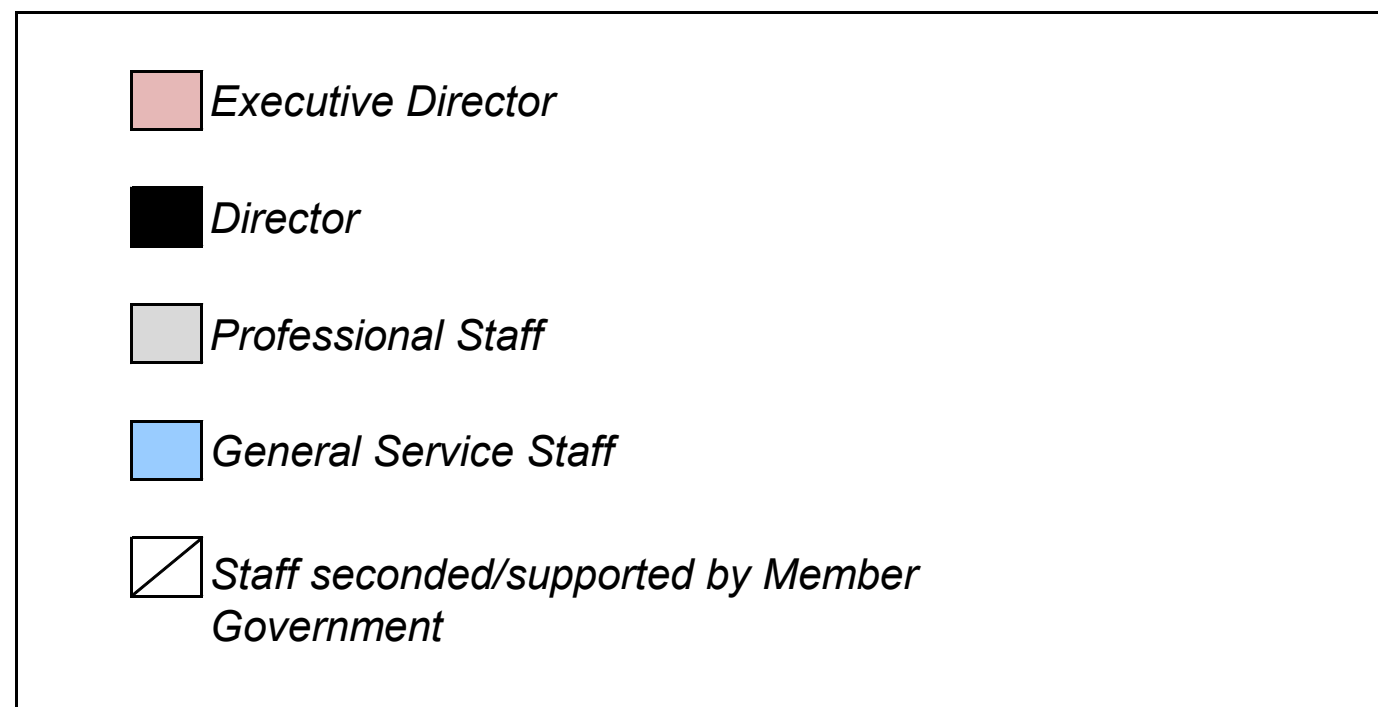 Executive Director
Director
Professional Staff
General Service Staff
Staff seconded/supported by Member
Government